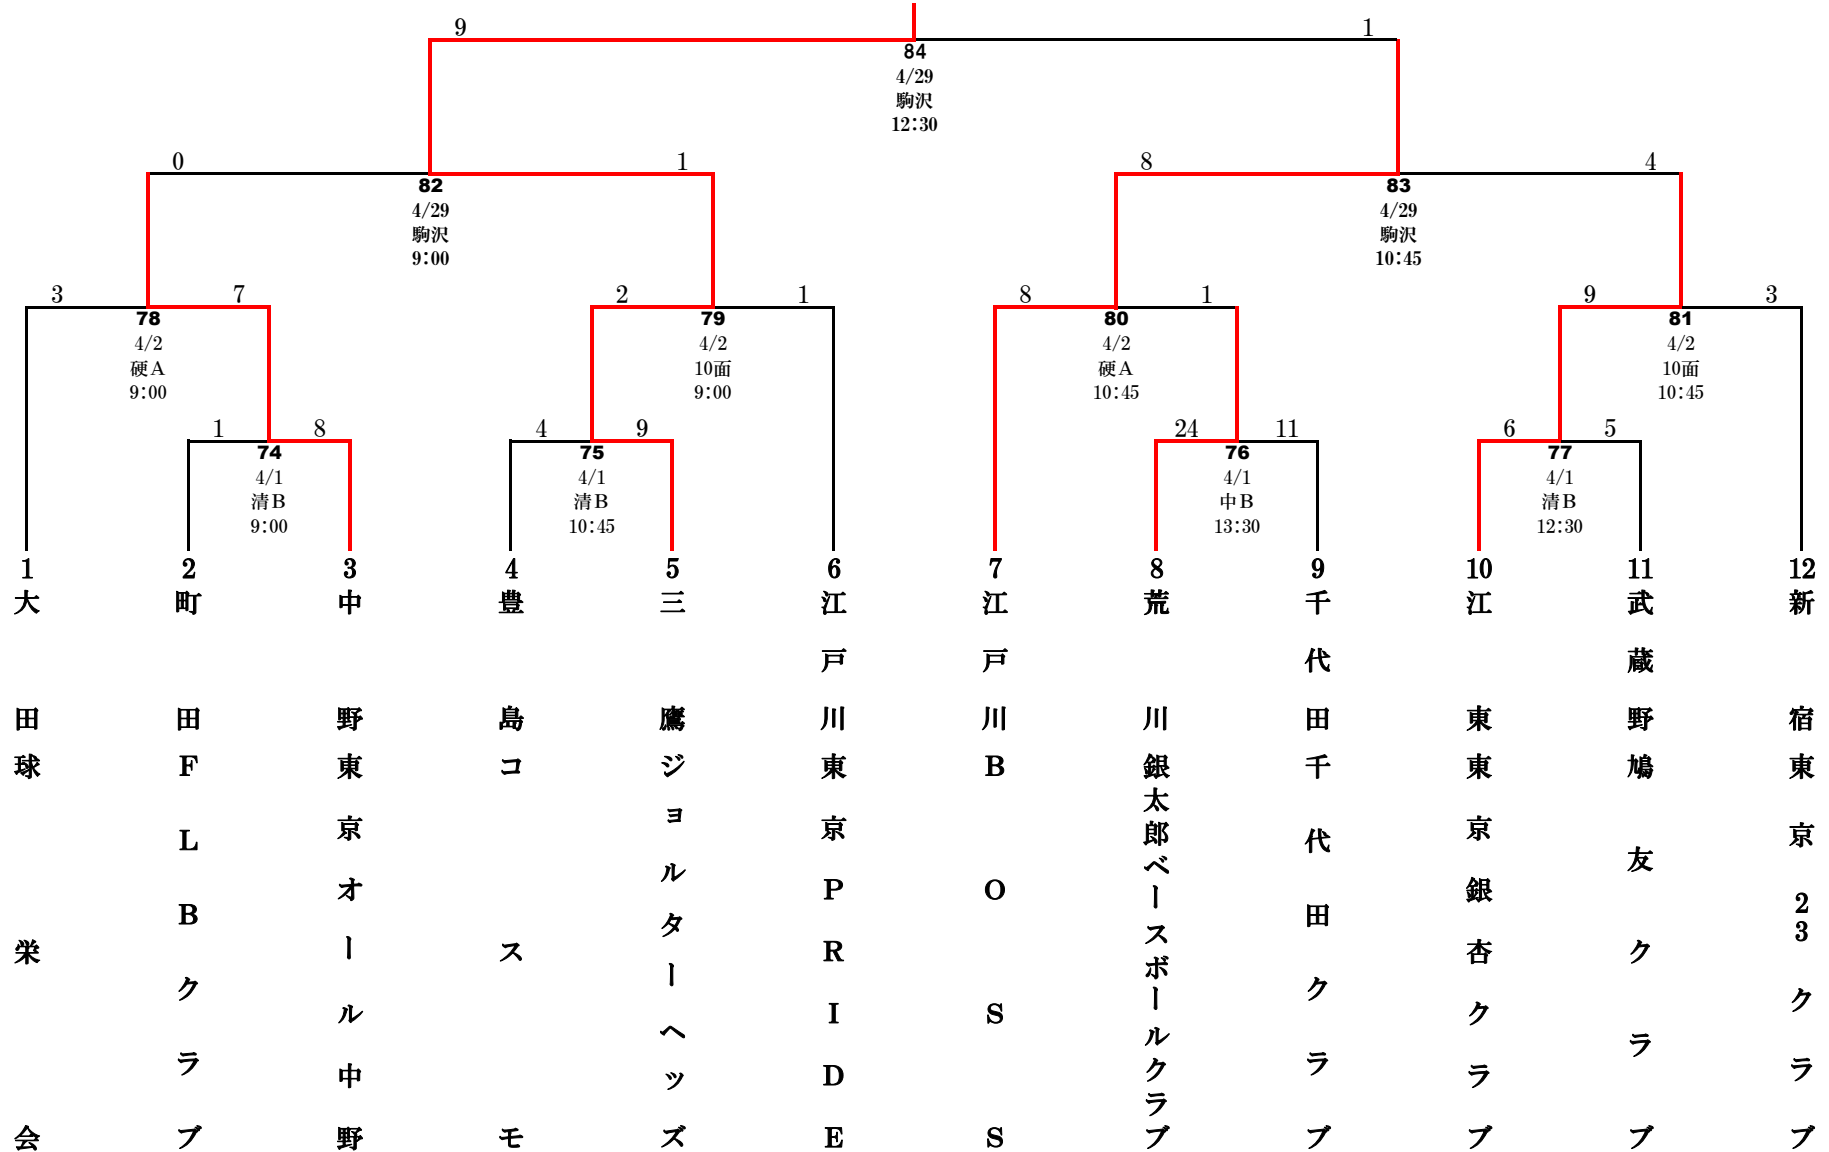 9 1
84
4/29
駒沢
12:30
0 1 8 4
82 83
4/29 4/29
駒沢 駒沢
9:00 10:45
3 7 2 1 8 1 9 3
78 79 80 81
4/2 4/2 4/2 4/2
硬A 10面 硬A 10面
9:00 9:00 10:45 10:45
1 8 4 9 24 11 6 5
74 75 76 77
4/1 4/1 4/1 4/1
清B 清B 中B 清B
9:00 10:45 13:30 12:30
1 2 3 4 5 6 7 8 9 10 11 12
大田
球栄会
町田
FLBクラブ
中野
東京オール中野
豊島
コスモ
三鷹
ジョルターヘッズ
江戸川
東京PRIDE
江戸川
BOSS
荒川
銀太郎ベースボールクラブ
千代田
千代田クラブ
江東
東京銀杏クラブ
武蔵野
鳩友クラブ
新宿
東京23クラブ